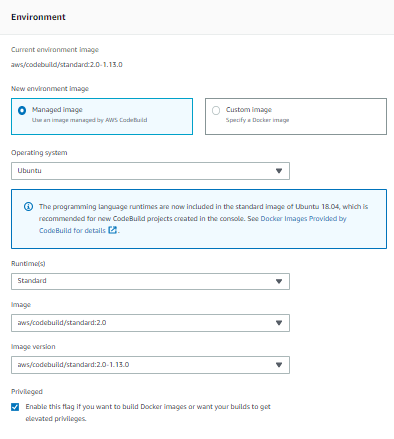 Environment
Current environment image
aws/codebuild/standard:2.0-1.13.0
New environment image
Managed image
Use an image managed by AWS CodeBuild
Custom image
Specify a Docker image
Operating system
Ubuntu
The programming language runtimes are now included in the standard image of Ubuntu 18.04, which is
recommended for new CodeBuild projects created in the console. See Docker Images Provided by
CodeBuild for details.
Runtime(s)
Standard
Image
aws/codebuild/standard:2.0
Image version
aws/codebuild/standard:2.0-1.13.0
Privileged
Enable this flag if you want to build Docker images or want your builds to get
elevated privileges.